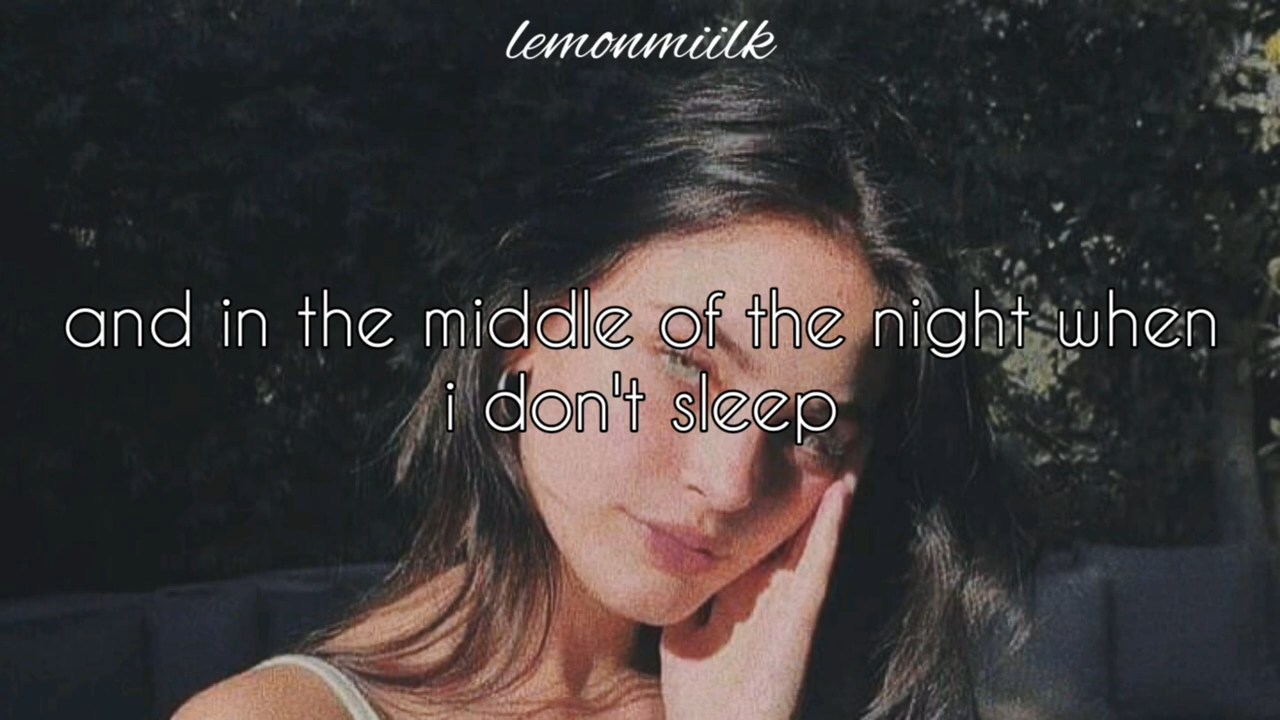 lemonmiilk
and in the middle of the night when
i don't sleep